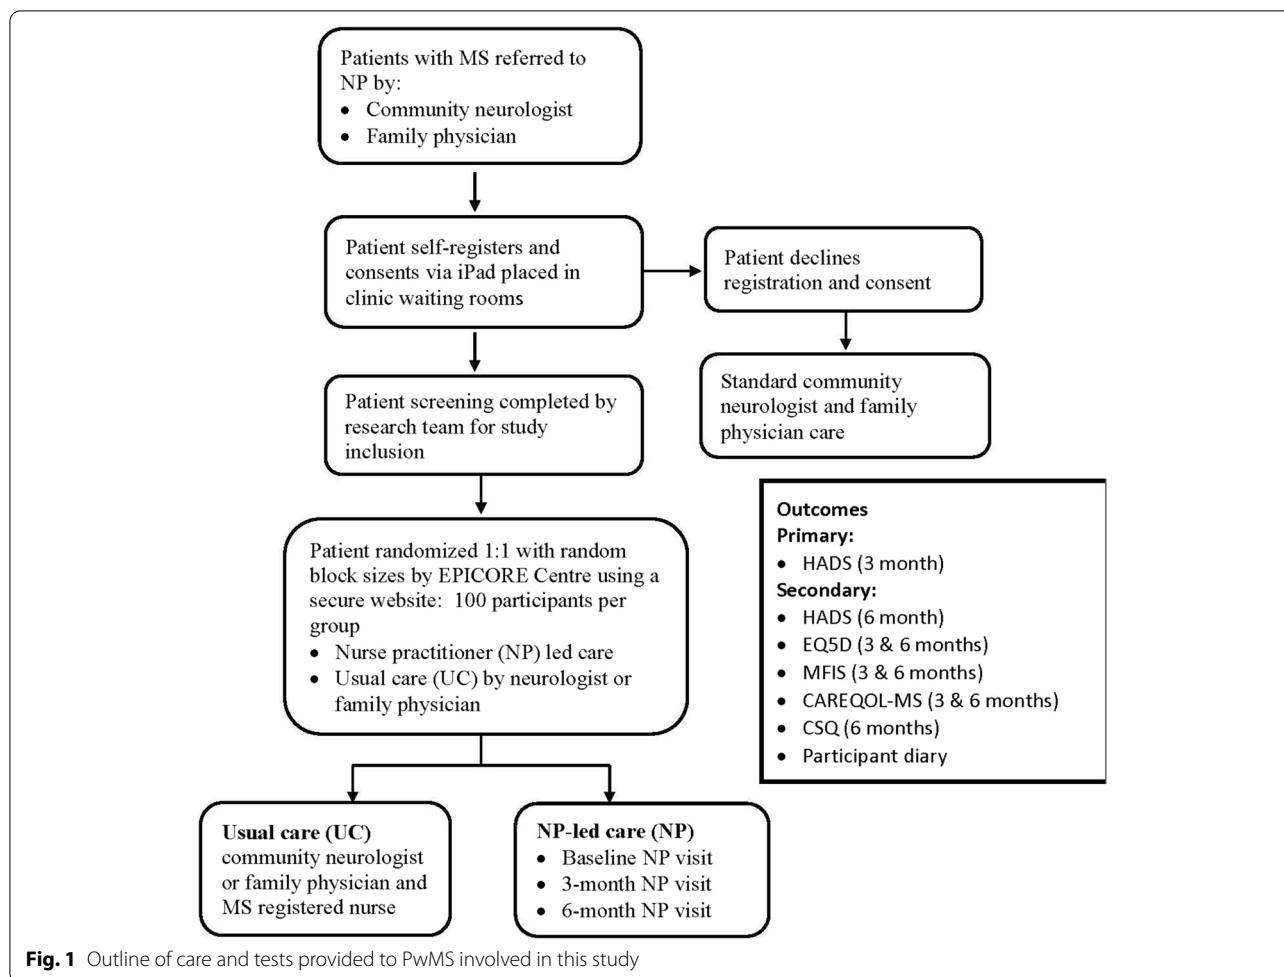 Patients with MS referred to
NP by:
• Community neurologist
• Family physician
Patient self-registers and
consents via iPad placed in
clinic waiting rooms
Patient declines
registration and consent
Standard community
neurologist and family
physician care
Patient screening completed by
research team for study
inclusion
Patient randomized 1:1 with random
block sizes by EPICORE Centre using a
secure website: 100 participants per
group
• Nurse practitioner (NP) led care
• Usual care (UC) by neurologist or
family physician
Outcomes
Primary:
• HADS (3 month)
Secondary:
• HADS (6 month)
• EQ5D (3 & 6 months)
• MFIS (3 & 6 months)
• CAREQOL-MS (3 & 6 months)
• CSQ (6 months)
• Participant diary
Usual care (UC)
community neurologist
or family physician and
MS registered nurse
NP-led care (NP)
• Baseline NP visit
• 3-month NP visit
• 6-month NP visit
Fig. 1 Outline of care and tests provided to PwMS involved in this study